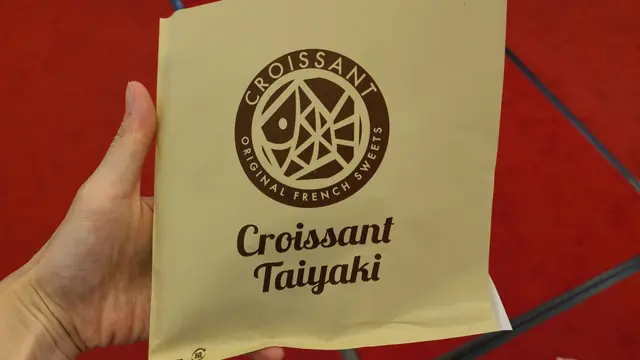 CROISSANT
ORIGINAL FRENCH SWEETS
Croissant
Taiyaki